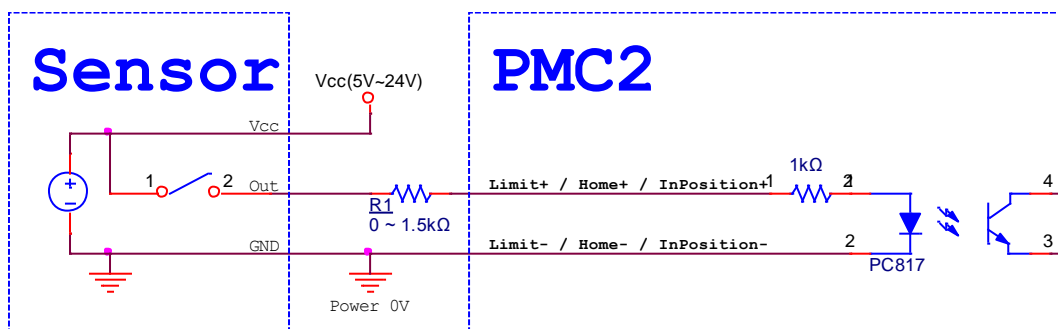 Sensor
PMC2
Vcc(5V~24V)
Vcc
1
2
Out
R1
0 ~ 1.5kΩ
Limit+ / Home+ / InPosition+
1
1kΩ
2
1
4
GND
Limit- / Home- / InPosition-
2
PC817
3
Power 0V